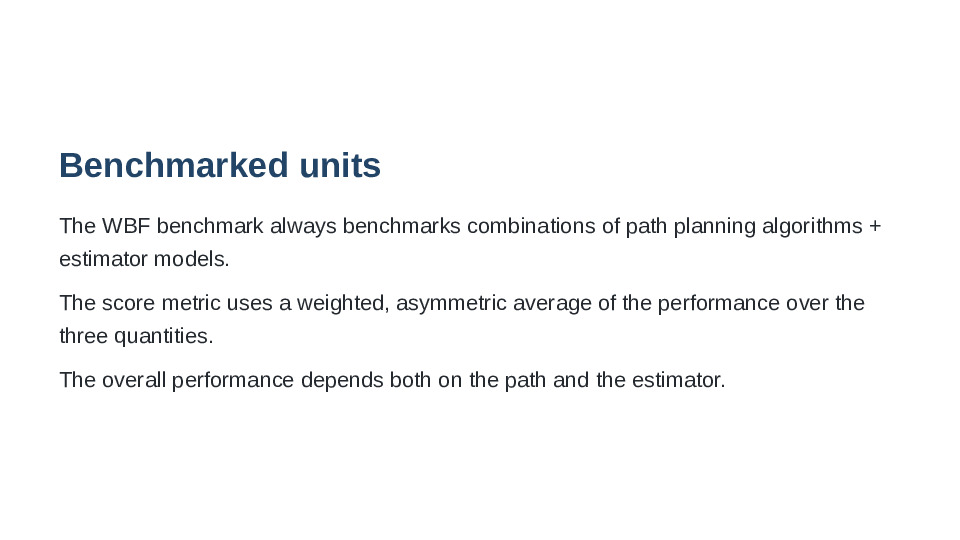 Benchmarked units
The WBF benchmark always benchmarks combinations of path planning algorithms +
estimator models.
The score metric uses a weighted, asymmetric average of the performance over the
three quantities.
The overall performance depends both on the path and the estimator.